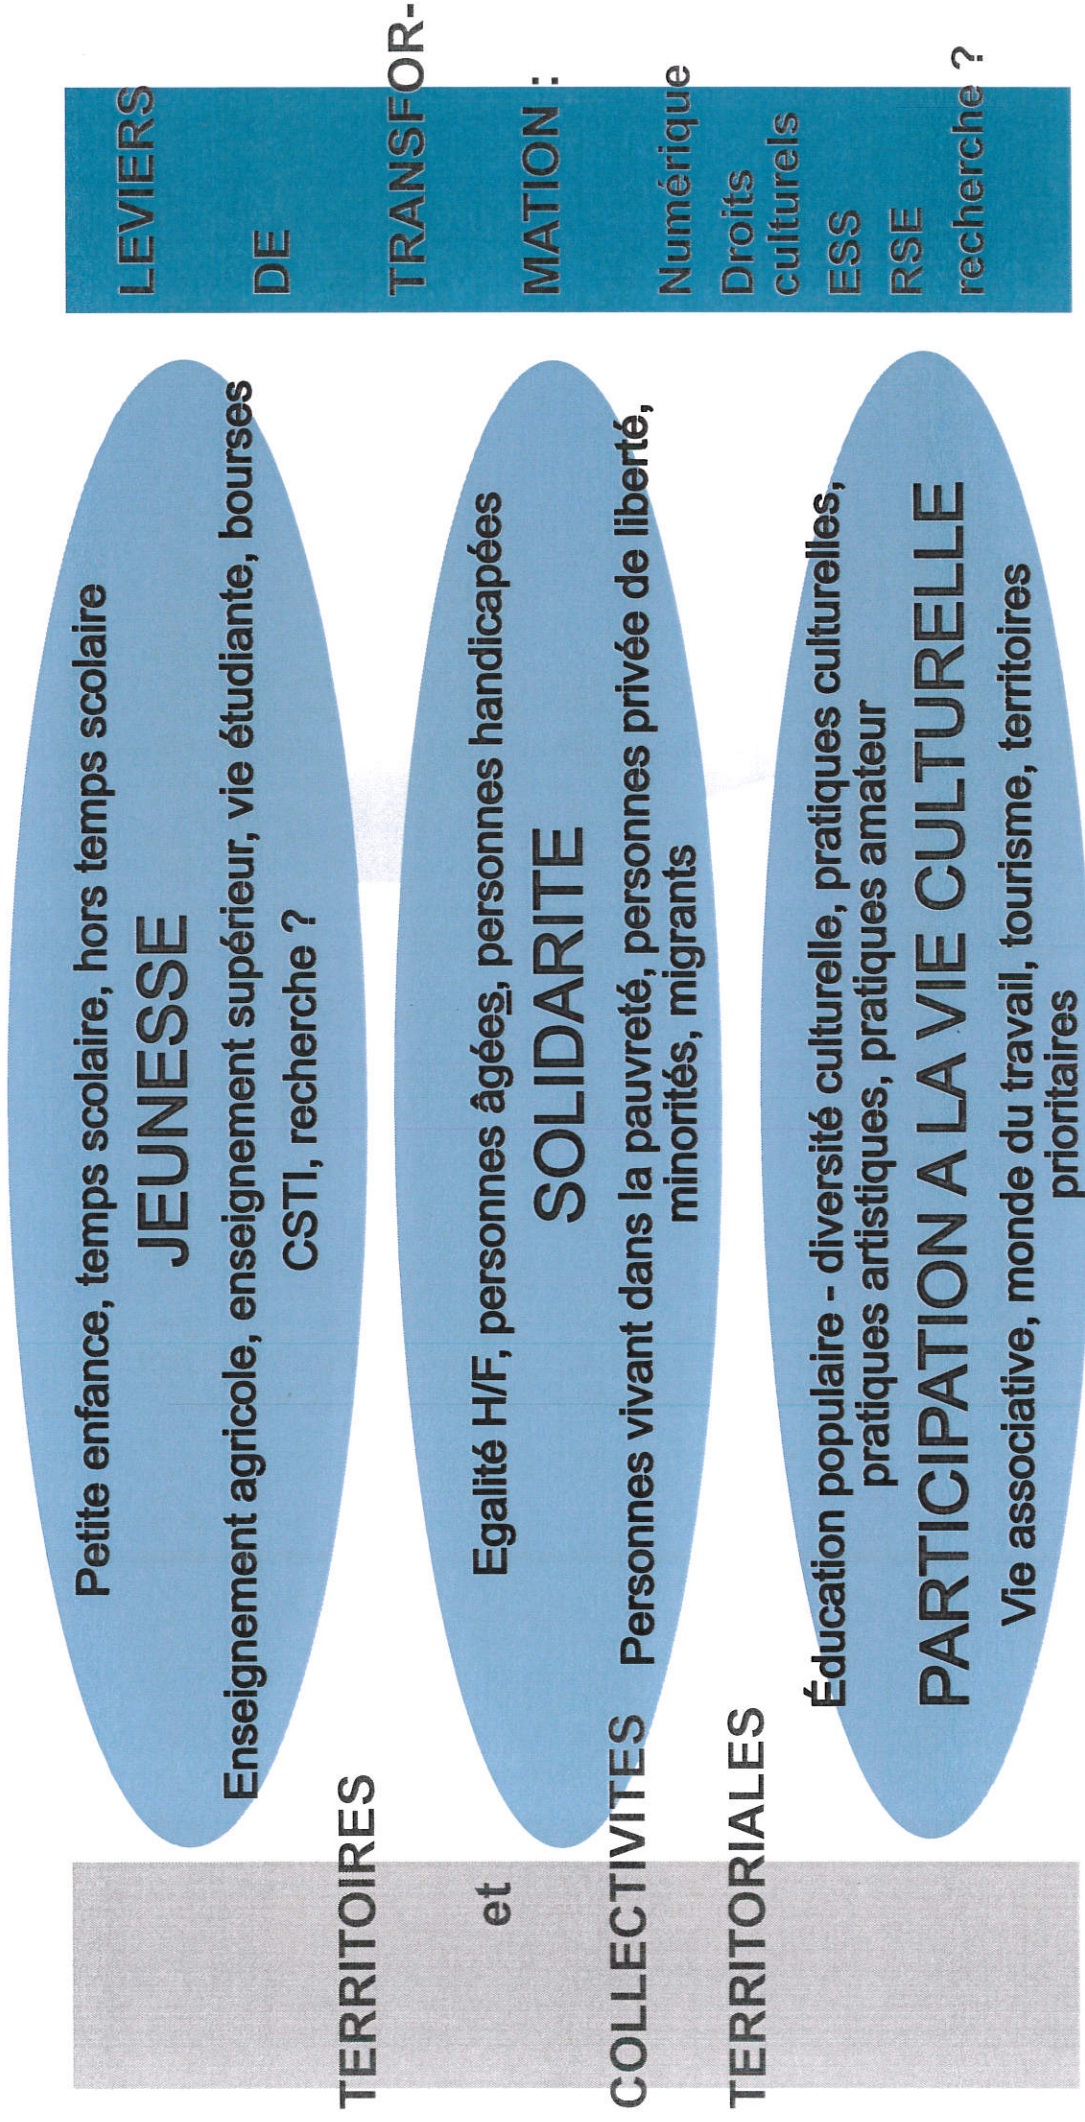 TERRITOIRES
et
COLLECTIVITES
TERRITORIALES
Petite enfance, temps scolaire, hors temps scolaire
JEUNESSE
Enseignement agricole, enseignement supérieur, vie étudiante, bourses
CSTI, recherche ?
Egalité H/F, personnes âgées, personnes handicapées
SOLIDARITE
Personnes vivant dans la pauvreté, personnes privée de liberté,
minorités, migrants
Éducation populaire - diversité culturelle, pratiques culturelles,
pratiques artistiques, pratiques amateur
PARTICIPATION A LA VIE CULTURELLE
Vie associative, monde du travail, tourisme, territoires
prioritaires
LEVIERS
DE
TRANSFOR-
MATION :
Numérique
Droits
culturels
ESS
RSE
recherche ?